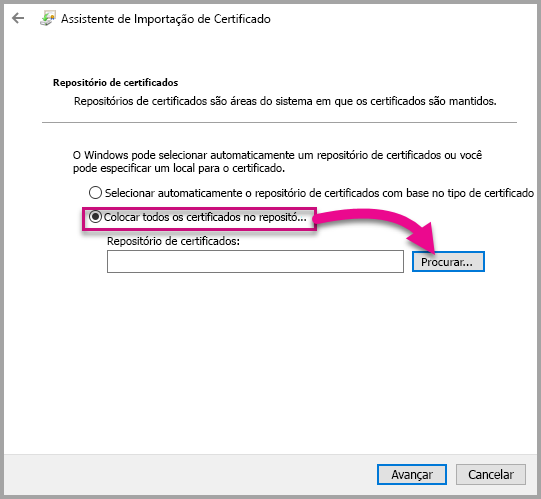 Assistente de Importação de Certificado
Repositório de certificados
Repositórios de certificados são áreas do sistema em que os certificados são mantidos.
O Windows pode selecionar automaticamente um repositório de certificados ou você
pode especificar um local para o certificado.
Selecionar automaticamente o repositório de certificados com base no tipo de certificado
Colocar todos os certificados no repositó...
Repositório de certificados:
Procurar...
Avançar
Cancelar